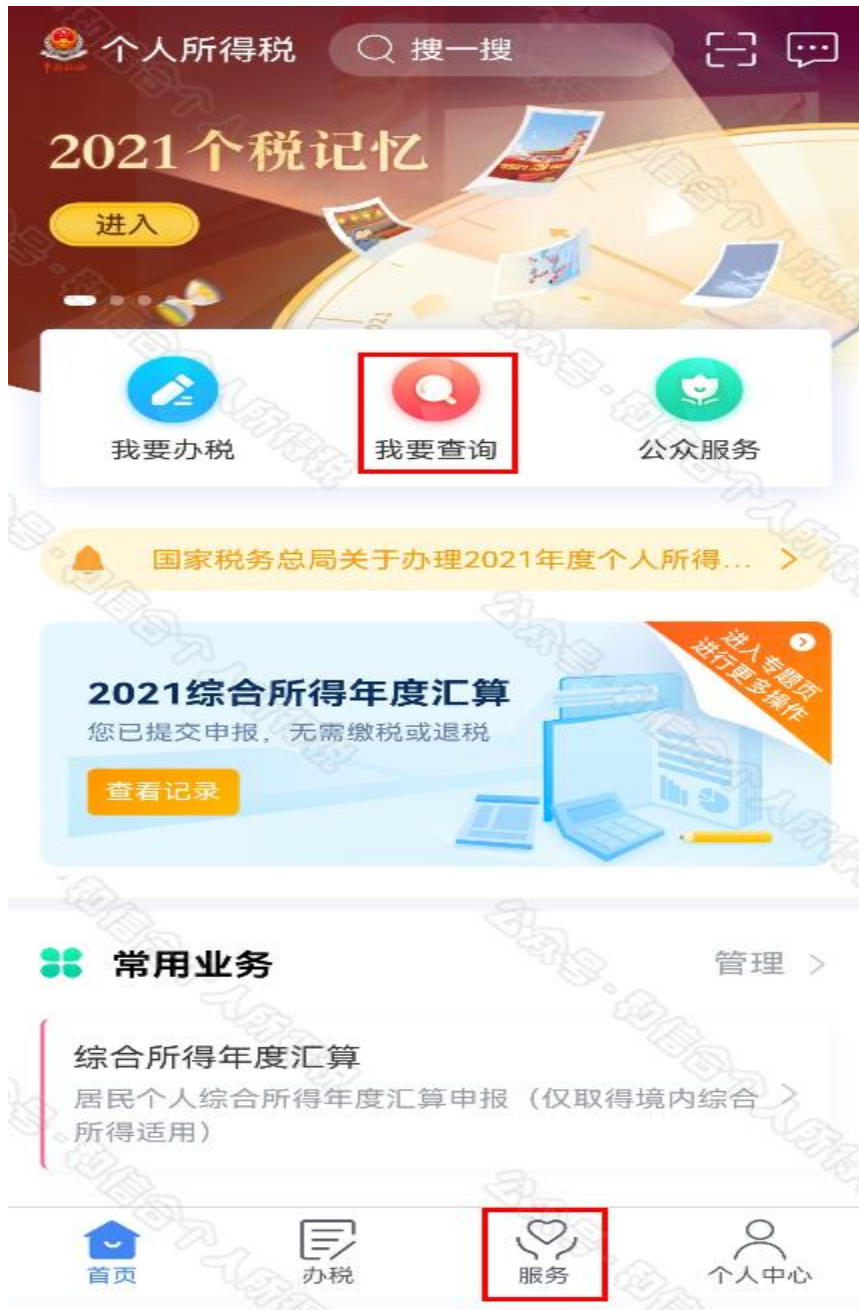 个人所得税
搜一搜
2021个税记忆
进入
2021
我要办税
我要查询
公众服务
国家税务总局关于办理2021年度个人所得...
进入专题页
进行更多操作
2021综合所得年度汇算
您已提交申报，无需缴税或退税
查看记录
常用业务
管理
综合所得年度汇算
居民个人综合所得年度汇算申报（仅取得境内综合
所得适用）
首页
办税
服务
个人中心